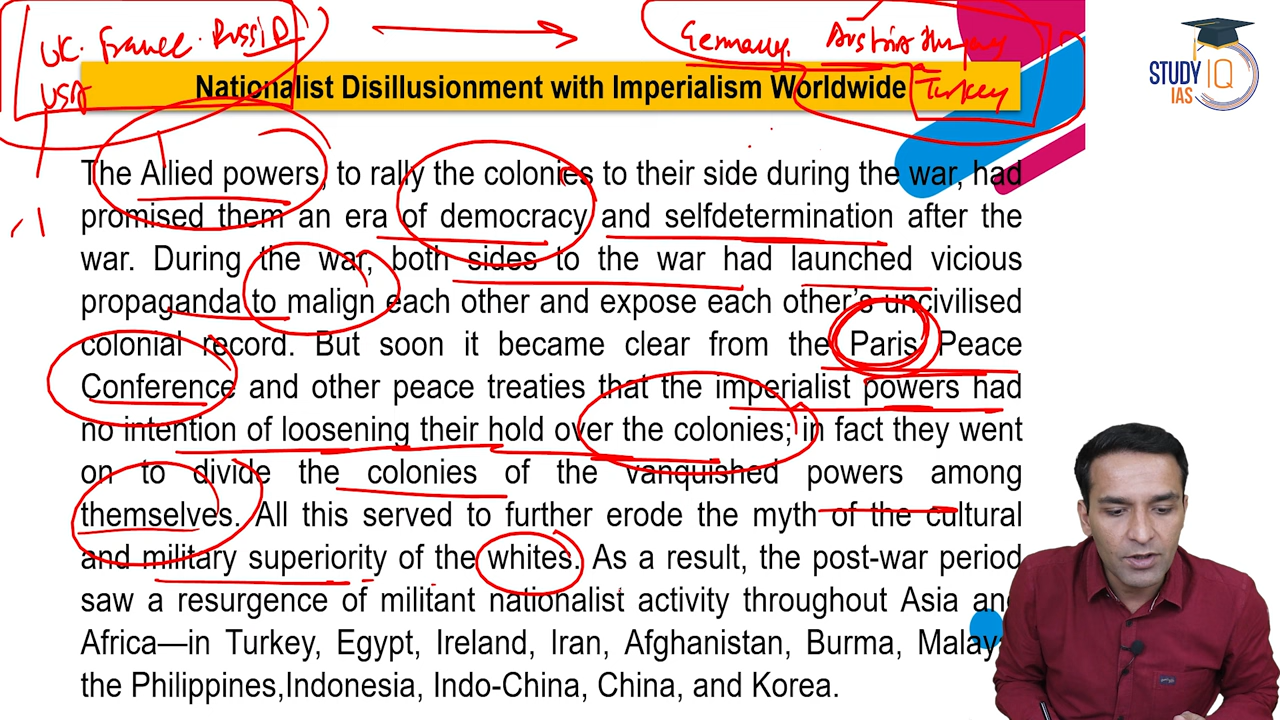 UK. France. Russia
Germany. Austria Hungary
USA
Turkey
Nationalist Disillusionment with Imperialism Worldwide
STUDY IQ
IAS
The Allied powers, to rally the colonies to their side during the war, had
promised them an era of democracy and selfdetermination after the
war. During the war, both sides to the war had launched vicious
propaganda to malign each other and expose each other's uncivilised
colonial record. But soon it became clear from the Paris Peace
Conference and other peace treaties that the imperialist powers had
no intention of loosening their hold over the colonies; in fact they went
on to divide the colonies of the vanquished powers among
themselves. All this served to further erode the myth of the cultural
and military superiority of the whites. As a result, the post-war period
saw a resurgence of militant nationalist activity throughout Asia and
Africa—in Turkey, Egypt, Ireland, Iran, Afghanistan, Burma, Malaya,
the Philippines,Indonesia, Indo-China, China, and Korea.